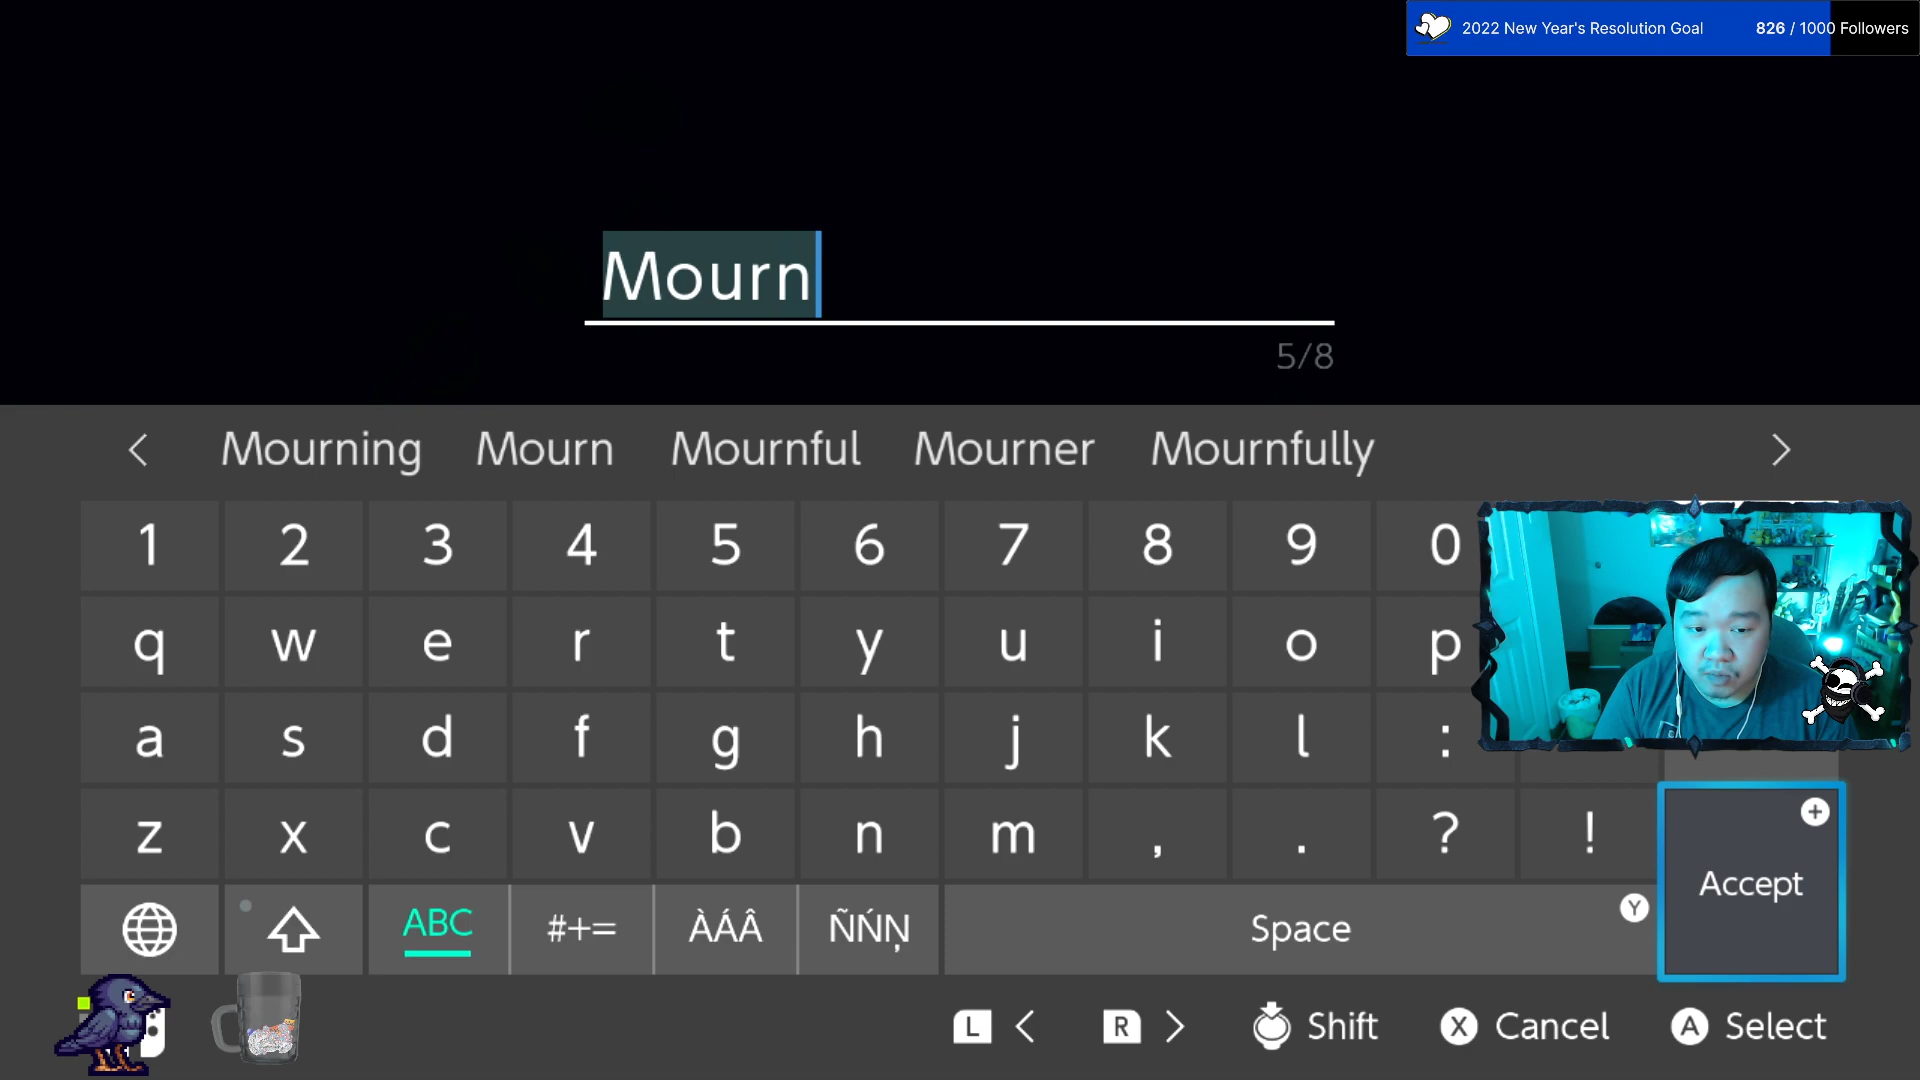 2022 New Year's Resolution Goal 826 / 1000 Followers
Mourn
5/8
< Mourning Mourn Mournful Mourner Mournfully >
1 2 3 4 5 6 7 8 9 0
q w e r t y u i o p
a s d f g h j k l :
z x c v b n m , . ? !
+
Accept
ABC #+= ÀÁÂ ÑŃŅ Space Y
L < R > Shift X Cancel A Select